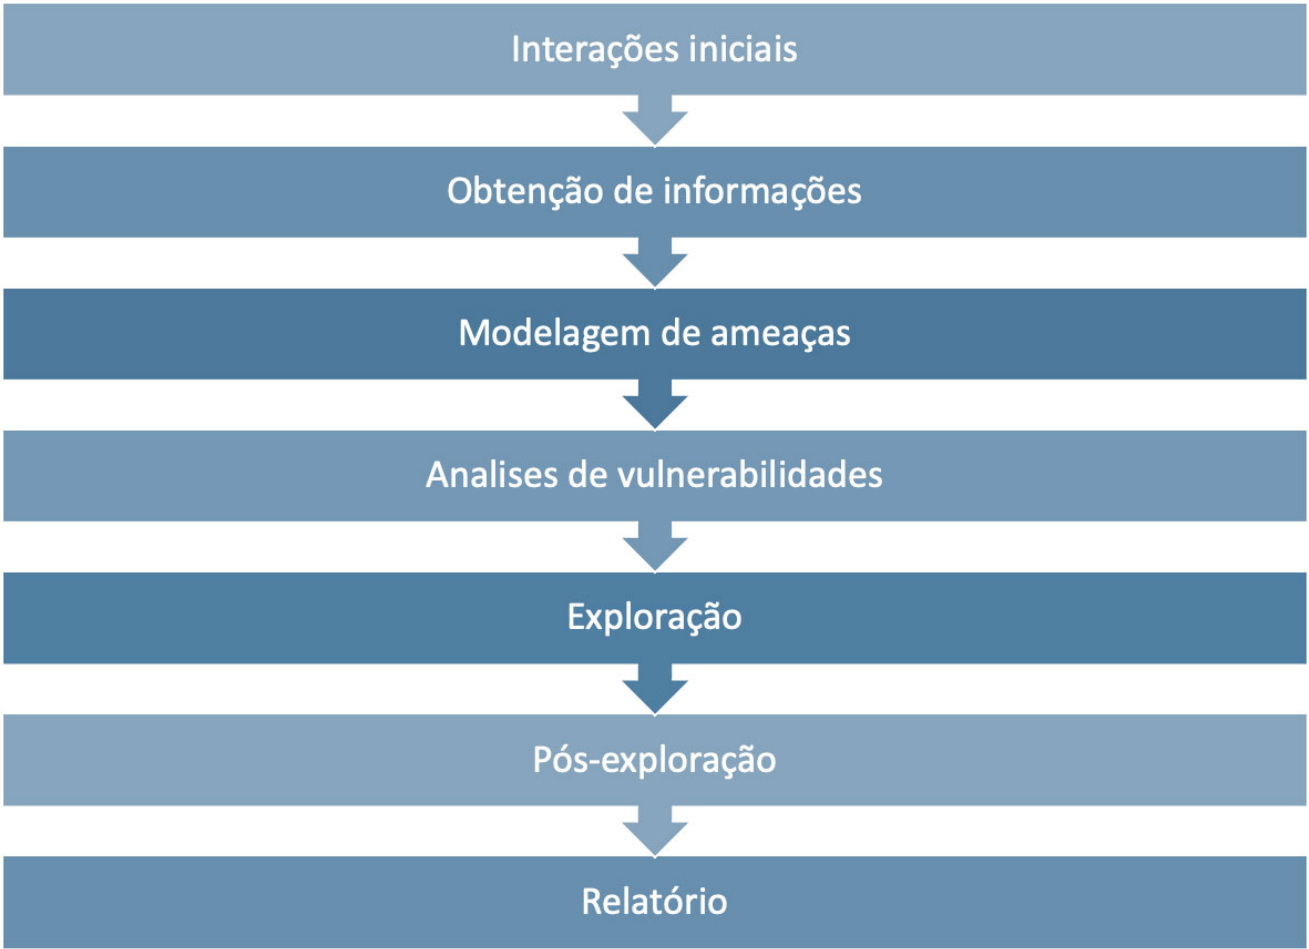 Interações iniciais
Obtenção de informações
Modelagem de ameaças
Analises de vulnerabilidades
Exploração
Pós-exploração
Relatório